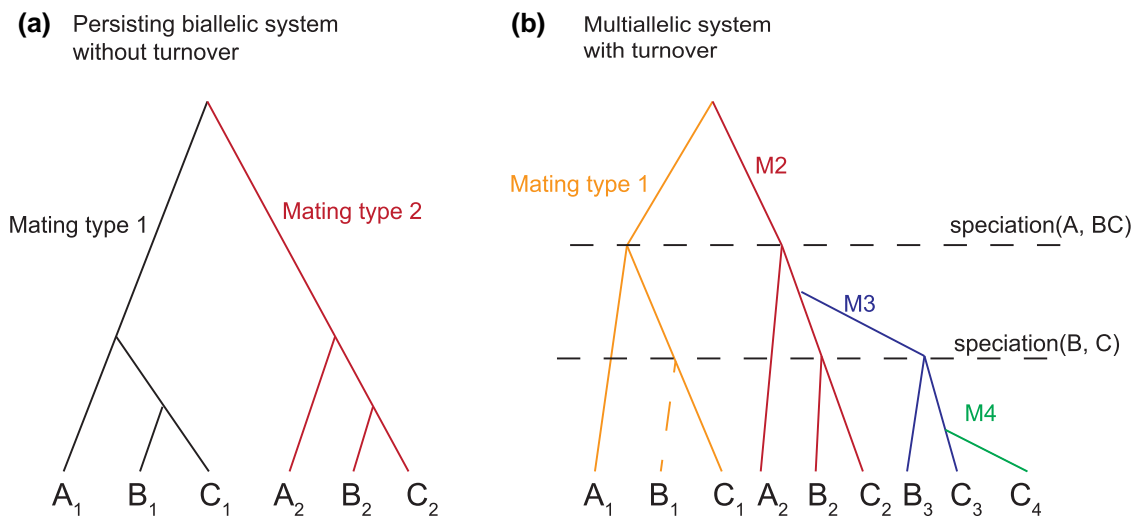 (a) Persisting biallelic system
without turnover
Mating type 1
Mating type 2
A₁ B₁ C₁ A₂ B₂ C₂
(b) Multiallelic system
with turnover
Mating type 1
M2
speciation(A, BC)
M3
speciation(B, C)
M4
A₁ B₁ C₁ A₂ B₂ C₂ B₃ C₃ C₄